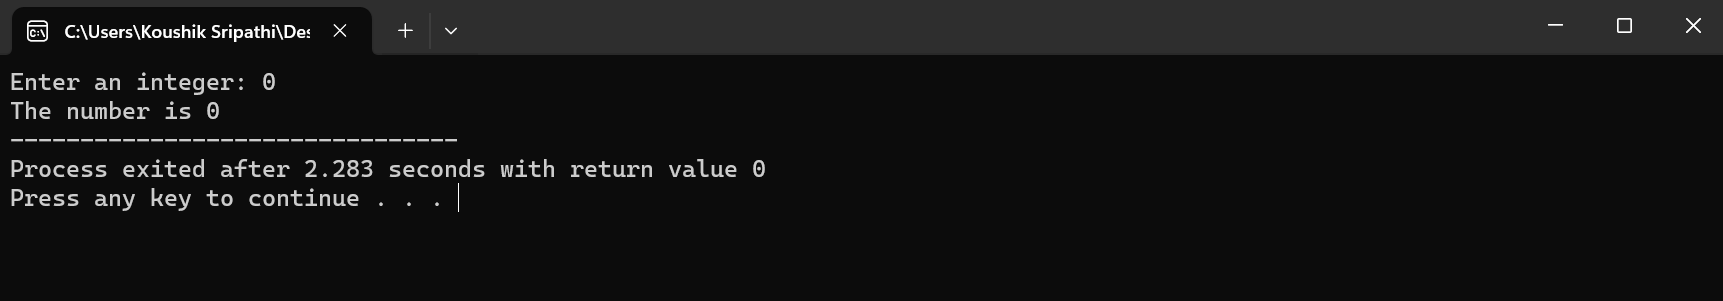 C:\Users\Koushik Sripathi\Des
Enter an integer: 0
The number is 0
--------------------------------
Process exited after 2.283 seconds with return value 0
Press any key to continue . . .